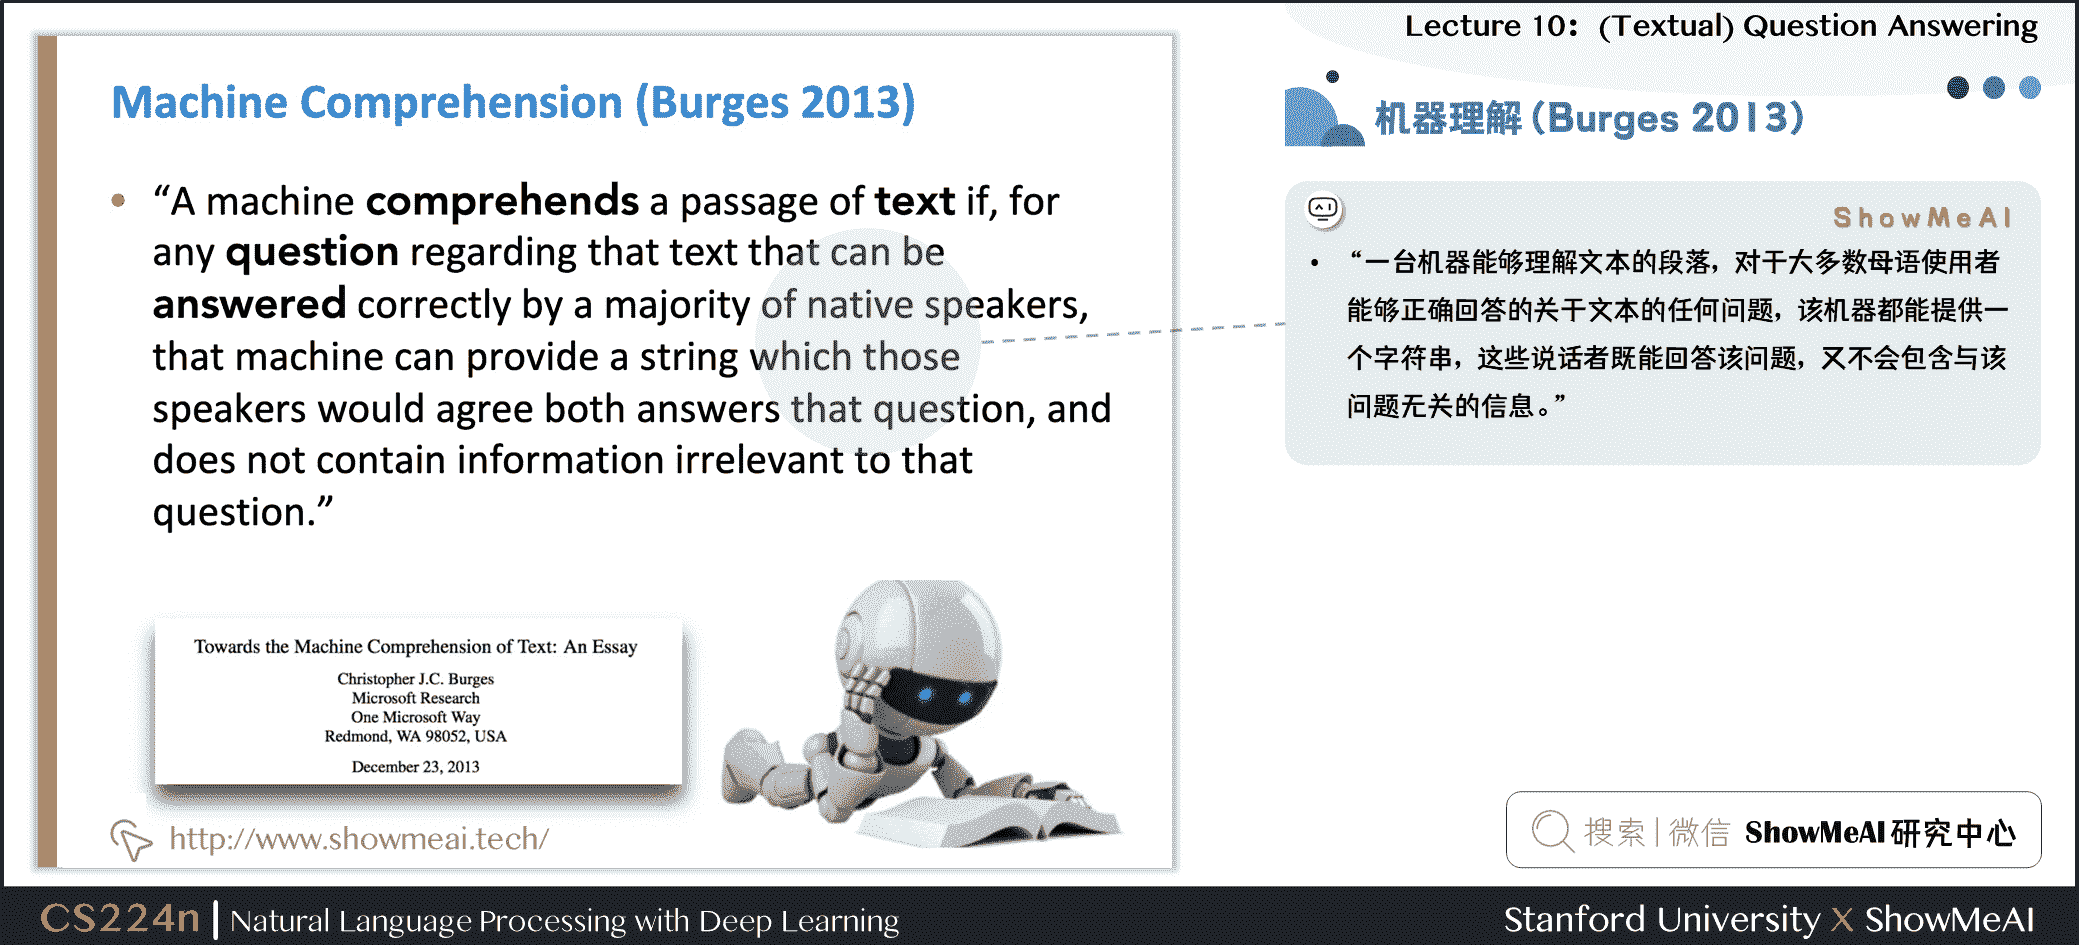 Lecture 10：(Textual) Question Answering
Machine Comprehension (Burges 2013)
• “A machine comprehends a passage of text if, for
any question regarding that text that can be
answered correctly by a majority of native speakers,
that machine can provide a string which those
speakers would agree both answers that question, and
does not contain information irrelevant to that
question.”
Towards the Machine Comprehension of Text: An Essay
Christopher J.C. Burges
Microsoft Research
One Microsoft Way
Redmond, WA 98052, USA
December 23, 2013
http://www.showmeai.tech/
机器理解（Burges 2013）
ShowMeAI
• “一台机器能够理解文本的段落，对于大多数母语使用者
能够正确回答的关于文本的任何问题，该机器都能提供一
个字符串，这些说话者既能回答该问题，又不会包含与该
问题无关的信息。”
搜索 | 微信 ShowMeAI 研究中心
CS224n | Natural Language Processing with Deep Learning
Stanford University X ShowMeAI